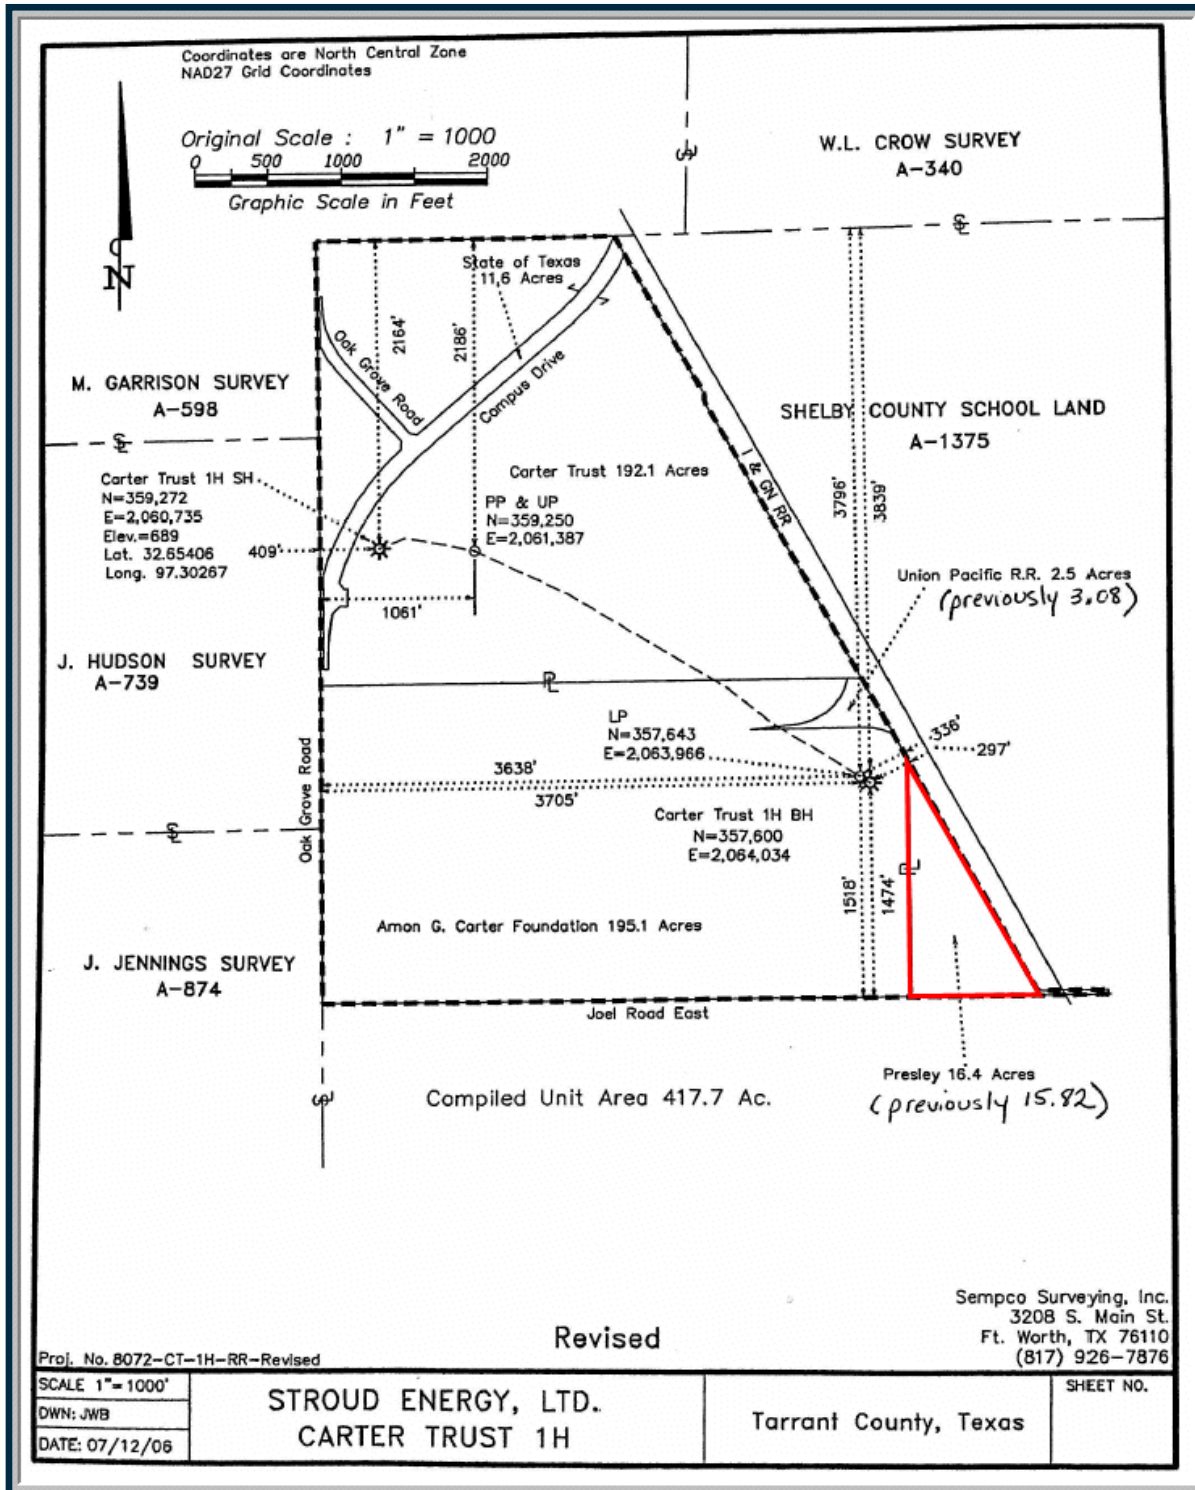 Coordinates are North Central Zone
NAD27 Grid Coordinates
Original Scale : 1" = 1000
0 500 1000 2000
Graphic Scale in Feet
N
W.L. CROW SURVEY
A-340
State of Texas
11,6 Acres
2164'
2186'
Oak Grove Road
Campus Drive
M. GARRISON SURVEY
A-598
SHELBY COUNTY SCHOOL LAND
A-1375
I & GN RR
3796'
3839'
Carter Trust 192.1 Acres
Carter Trust 1H SH
N=359,272
E=2,060,735
Elev.=689
Lat. 32.65406
Long. 97.30267
409'
PP & UP
N=359,250
E=2,061,387
1061'
Union Pacific R.R. 2.5 Acres
(previously 3.08)
J. HUDSON SURVEY
A-739
PL
LP
N=357,643
E=2,063,966
336'
297'
3638'
3705'
Oak Grove Road
Carter Trust 1H BH
N=357,600
E=2,064,034
PL
1518'
1474'
Amon G. Carter Foundation 195.1 Acres
J. JENNINGS SURVEY
A-874
Joel Road East
Presley 16.4 Acres
(previously 15.82)
Compiled Unit Area 417.7 Ac.
Sempco Surveying, Inc.
3208 S. Main St.
Ft. Worth, TX 76110
(817) 926-7876
Revised
Proj. No. 8072-CT-1H-RR-Revised
SCALE 1"=1000'
DWN: JWB
DATE: 07/12/06
STROUD ENERGY, LTD.
CARTER TRUST 1H
Tarrant County, Texas
SHEET NO.